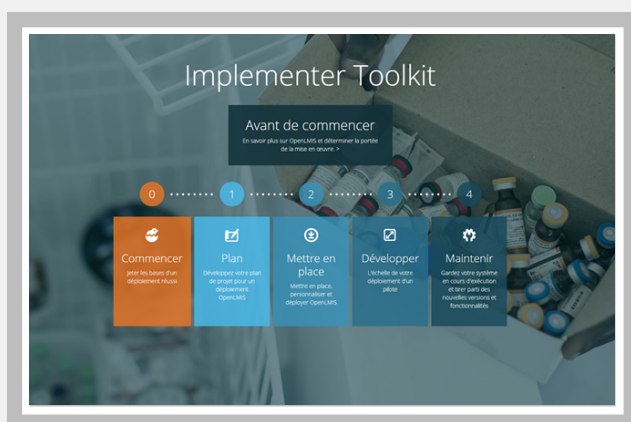 Implementer Toolkit
Avant de commencer
En savoir plus sur OpenLMIS et déterminer la portée
de la mise en œuvre. >
0
1
2
3
4
Commencer
Jeter les bases d'un
déploiement réussi
Plan
Développez votre plan
de projet pour un
déploiement
OpenLMIS
Mettre en
place
Mettre en place,
personnaliser et
déployer OpenLMIS
Développer
L'échelle de votre
déploiement d'un
pilote
Maintenir
Gardez votre système
en cours d'exécution
et tirer parti des
nouvelles versions et
fonctionnalités